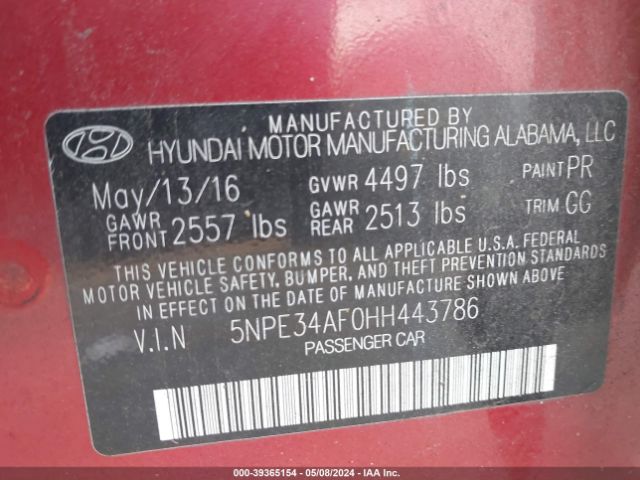 MANUFACTURED BY
HYUNDAI MOTOR MANUFACTURING ALABAMA, LLC
May/13/16 GVWR 4497 lbs PAINT PR
GAWR FRONT 2557 lbs GAWR REAR 2513 lbs TRIM GG
THIS VEHICLE CONFORMS TO ALL APPLICABLE U.S.A. FEDERAL
MOTOR VEHICLE SAFETY, BUMPER, AND THEFT PREVENTION STANDARDS
IN EFFECT ON THE DATE OF MANUFACTURE SHOWN ABOVE
V.I.N 5NPE34AF0HH443786
PASSENGER CAR
000-39365154 - 05/08/2024 - IAAI.COM